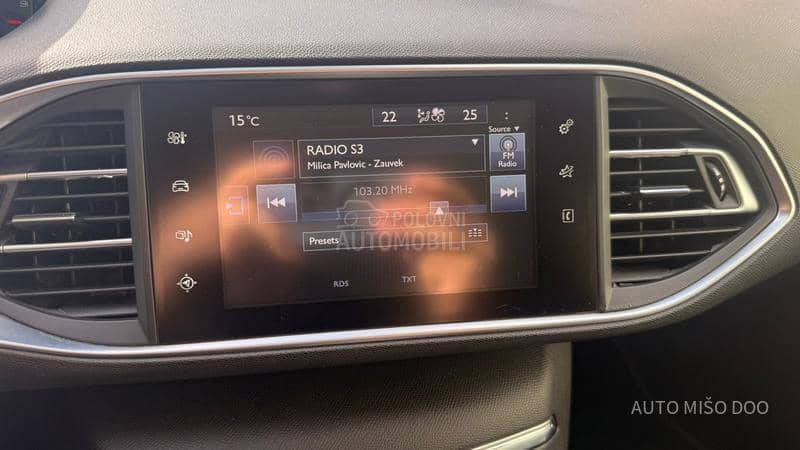 15°C
22 25 :
Source ▼
RADIO S3
Milica Pavlovic - Zauvek
FM
Radio
103.20 MHz
POLOVNI
AUTOMOBILI
Presets
RDS TXT
AUTO MIŠO DOO